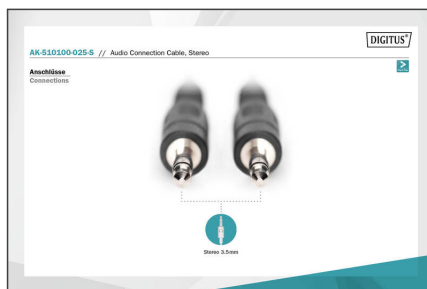 DIGITUS®
AK-510100-025-S // Audio Connection Cable, Stereo
Anschlüsse
Connections
Stereo 3.5mm